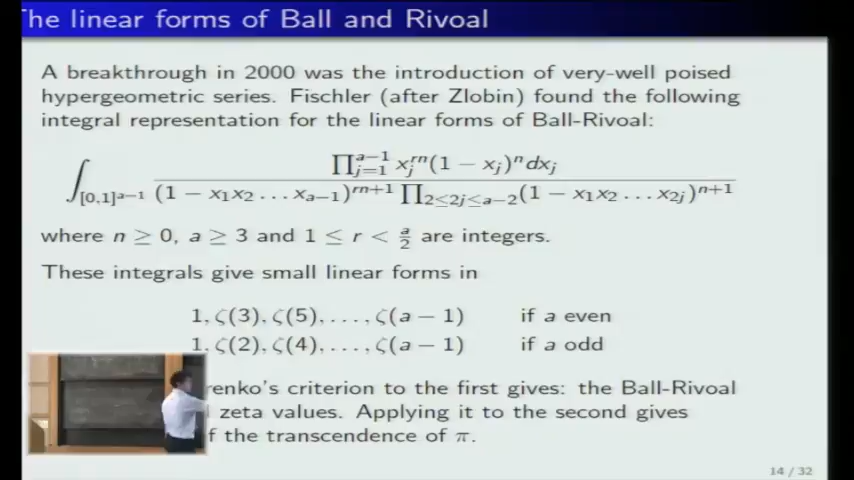 The linear forms of Ball and Rivoal
A breakthrough in 2000 was the introduction of very-well poised
hypergeometric series. Fischler (after Zlobin) found the following
integral representation for the linear forms of Ball-Rivoal:
∫_{[0,1]^{a−1}} \frac{∏_{j=1}^{a−1} x_j^{rn}(1 − x_j)^n dx_j}{(1 − x_1x_2 … x_{a−1})^{rn+1} ∏_{2≤2j≤a−2}(1 − x_1x_2 … x_{2j})^{n+1}}
where n ≥ 0, a ≥ 3 and 1 ≤ r < \frac{a}{2} are integers.
These integrals give small linear forms in
1, ζ(3), ζ(5), …, ζ(a − 1) if a even
1, ζ(2), ζ(4), …, ζ(a − 1) if a odd
renko's criterion to the first gives: the Ball-Rivoal
zeta values. Applying it to the second gives
f the transcendence of π.
14 / 32